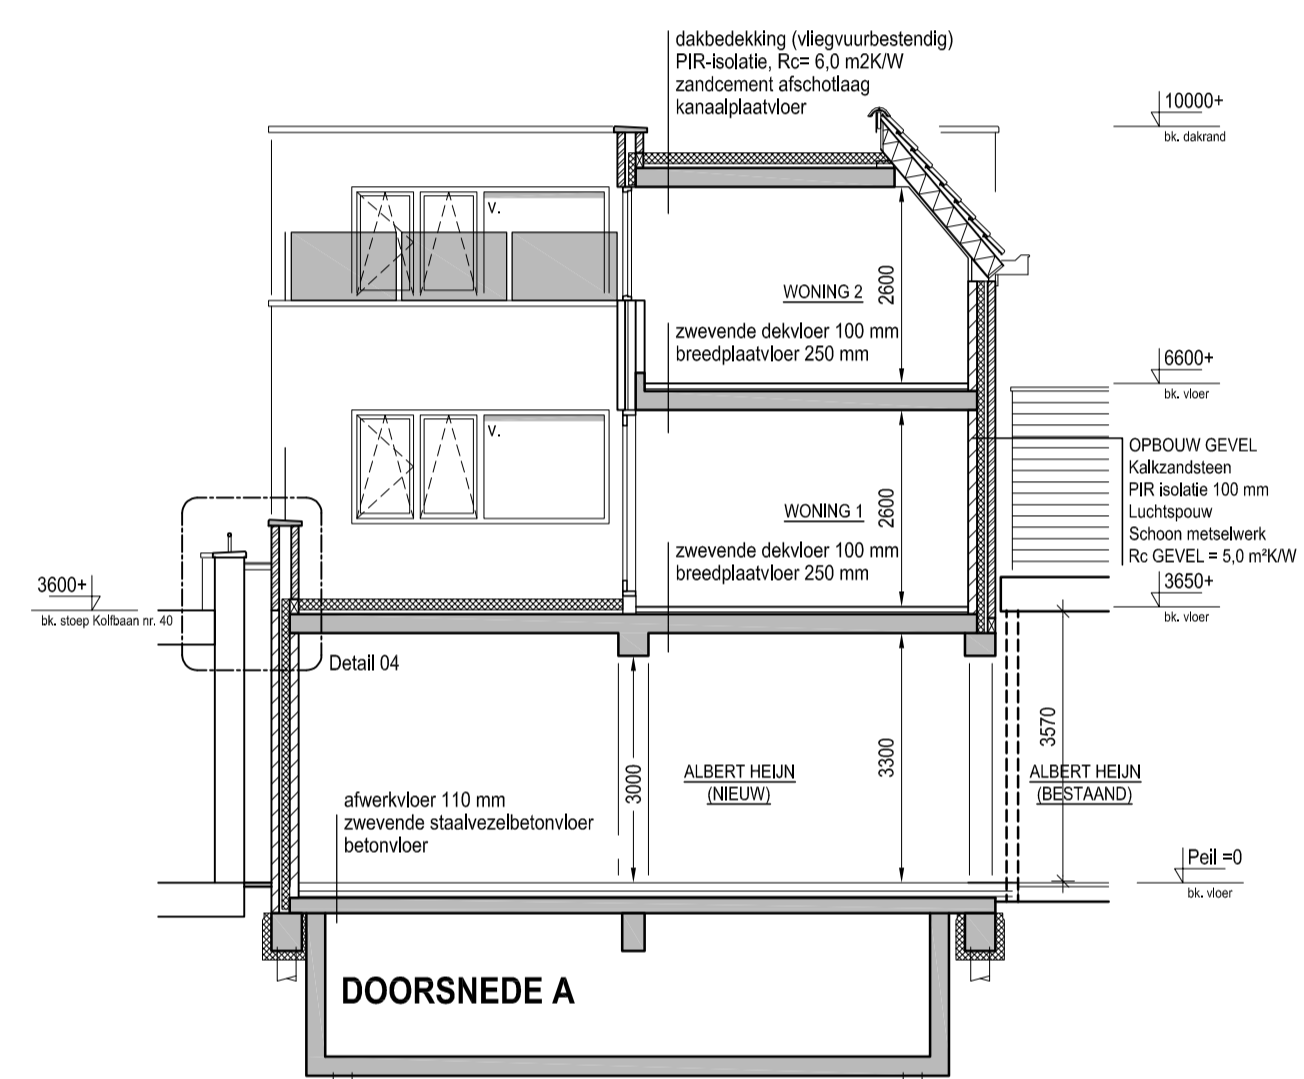 dakbedekking (vliegvuurbestendig)
PIR-isolatie, Rc= 6,0 m2K/W
zandcement afschotlaag
kanaalplaatvloer
10000+
bk. dakrand
v.
WONING 2
2600
zwevende dekvloer 100 mm
breedplaatvloer 250 mm
6600+
bk. vloer
v.
OPBOUW GEVEL
Kalkzandsteen
PIR isolatie 100 mm
Luchtspouw
Schoon metselwerk
Rc GEVEL = 5,0 m²K/W
WONING 1
2600
zwevende dekvloer 100 mm
breedplaatvloer 250 mm
3600+
bk. stoep Kolfbaan nr. 40
3650+
bk. vloer
Detail 04
3570
3300
3000
ALBERT HEIJN
(NIEUW)
ALBERT HEIJN
(BESTAAND)
afwerkvloer 110 mm
zwevende staalvezelbetonvloer
betonvloer
Peil =0
bk. vloer
DOORSNEDE A